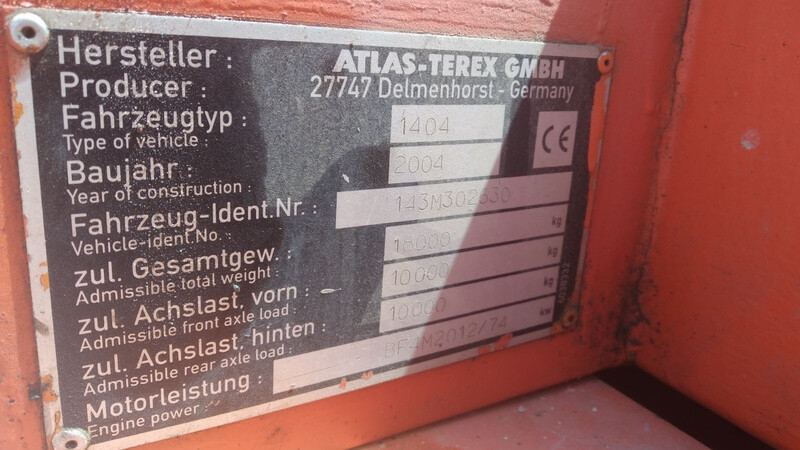 Hersteller : ATLAS-TEREX GMBH
Producer : 27747 Delmenhorst - Germany
Fahrzeugtyp : 1404
Type of vehicle :
CE
Baujahr : 2004
Year of construction :
Fahrzeug-Ident.Nr. : 143M302630
Vehicle-ident.No. :
zul. Gesamtgew. : 18000 kg
Admissible total weight :
zul. Achslast, vorn : 10000 kg
Admissible front axle load :
zul. Achslast, hinten : 10000 kw
Admissible rear axle load :
Motorleistung : BF4M2012/74
Engine power :